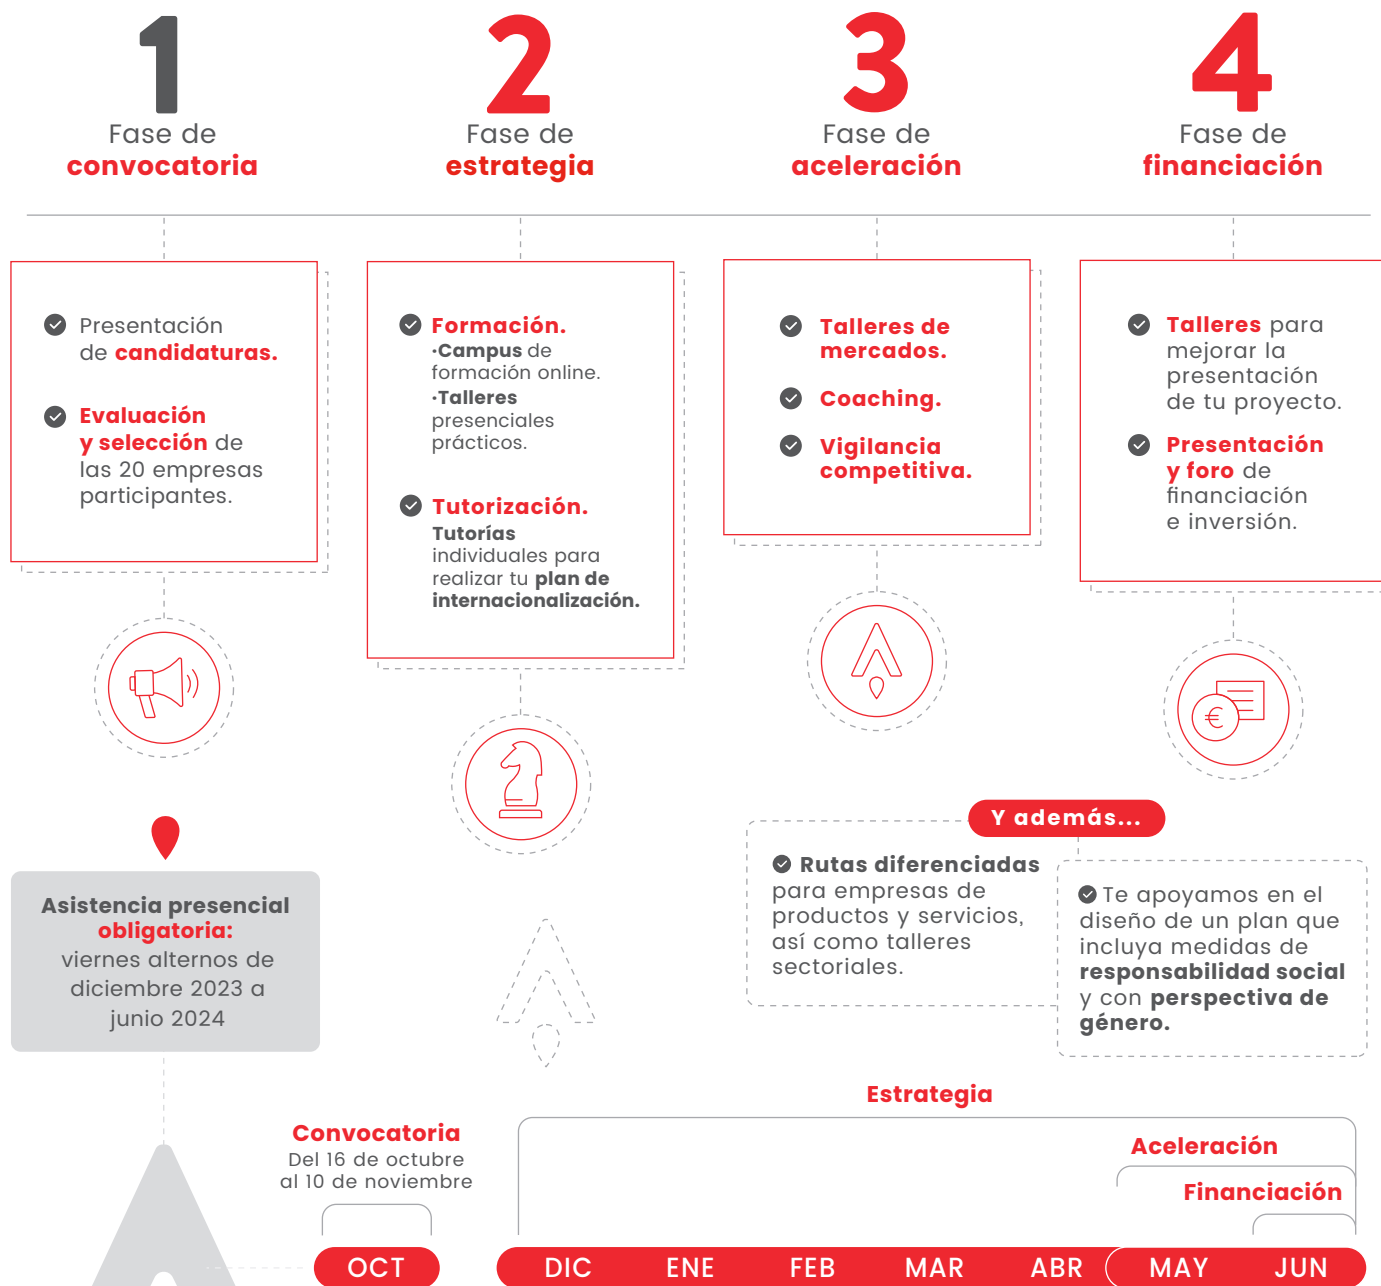 1
Fase de
convocatoria
2
Fase de
estrategia
3
Fase de
aceleración
4
Fase de
financiación
Presentación
de candidaturas.
Evaluación
y selección de
las 20 empresas
participantes.
Formación.
·Campus de
formación online.
·Talleres
presenciales
prácticos.
Tutorización.
Tutorías
individuales para
realizar tu plan de
internacionalización.
Talleres de
mercados.
Coaching.
Vigilancia
competitiva.
Talleres para
mejorar la
presentación
de tu proyecto.
Presentación
y foro de
financiación
e inversión.
Y además...
Rutas diferenciadas
para empresas de
productos y servicios,
así como talleres
sectoriales.
Te apoyamos en el
diseño de un plan que
incluya medidas de
responsabilidad social
y con perspectiva de
género.
Asistencia presencial
obligatoria:
viernes alternos de
diciembre 2023 a
junio 2024
Estrategia
Convocatoria
Del 16 de octubre
al 10 de noviembre
Aceleración
Financiación
OCT DIC ENE FEB MAR ABR MAY JUN